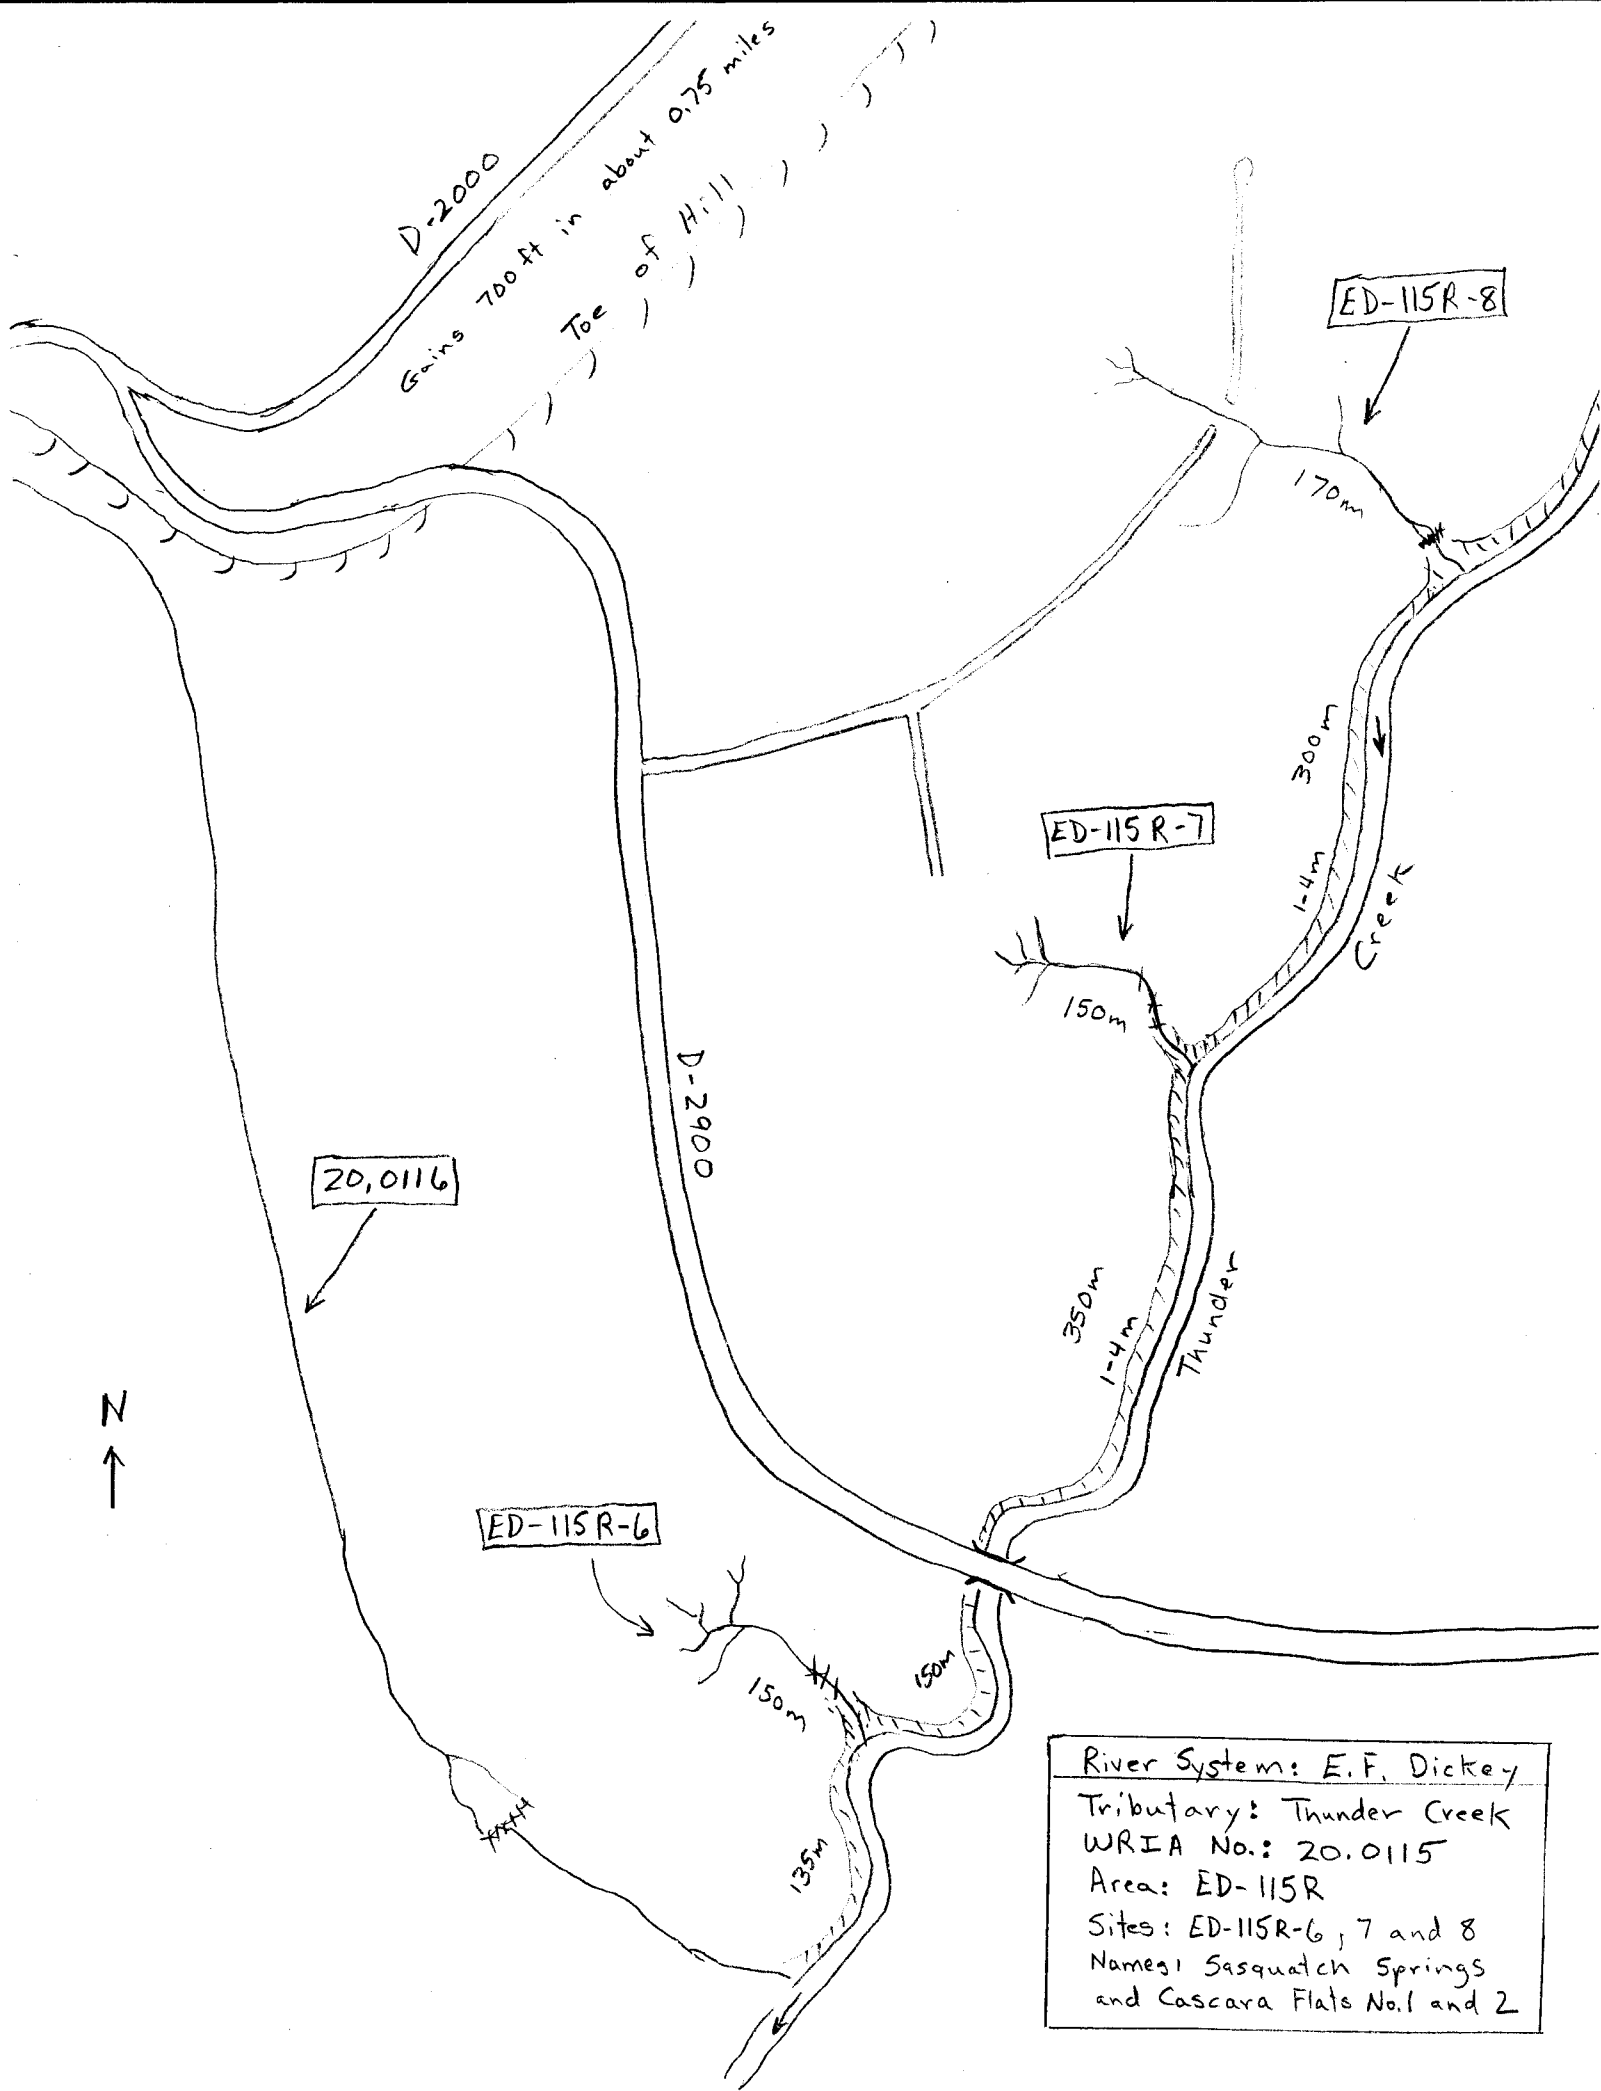 D-2000
Gains 700 ft in about 0.75 miles
Toe of Hill
ED-115R-8
170m
300m
1-4m
Creek
ED-115R-7
150m
D-2900
20,0116
350m
1-4m
Thunder
N
ED-115R-6
150m
150m
135m
River System: E.F. Dickey
Tributary: Thunder Creek
WRIA No.: 20.0115
Area: ED-115R
Sites: ED-115R-6, 7 and 8
Names: Sasquatch Springs
and Cascara Flats No.1 and 2